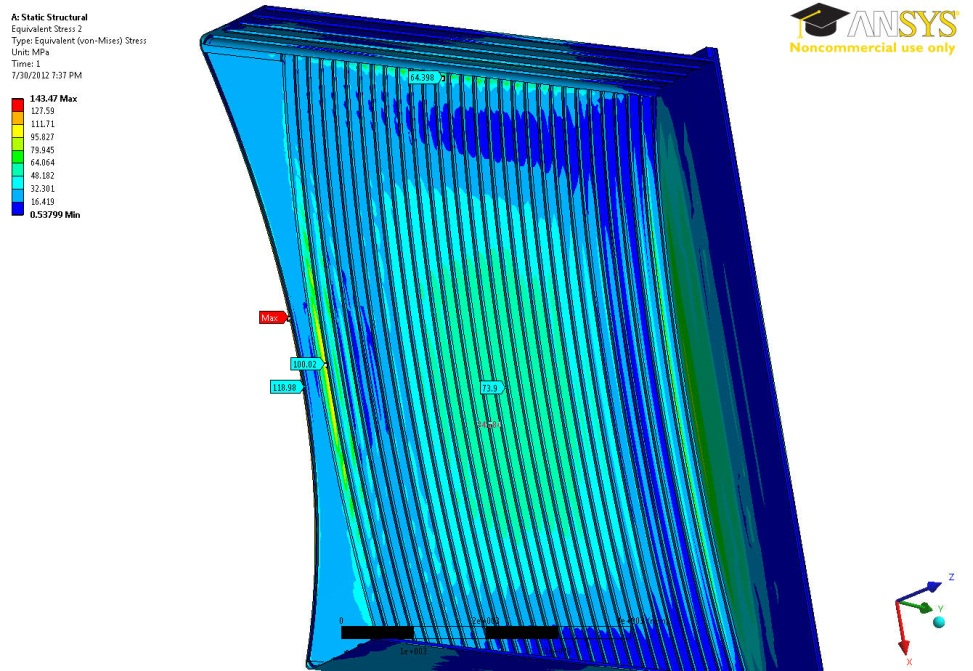 A: Static Structural
Equivalent Stress 2
Type: Equivalent (von-Mises) Stress
Unit: MPa
Time: 1
7/30/2012 7:37 PM
143.47 Max
127.59
111.71
95.827
79.945
64.064
48.182
32.301
16.419
0.53799 Min
ANSYS
Noncommercial use only
64.398
Max
100.02
118.98
73.9
0
2e+003
1e+003
Z
Y
X